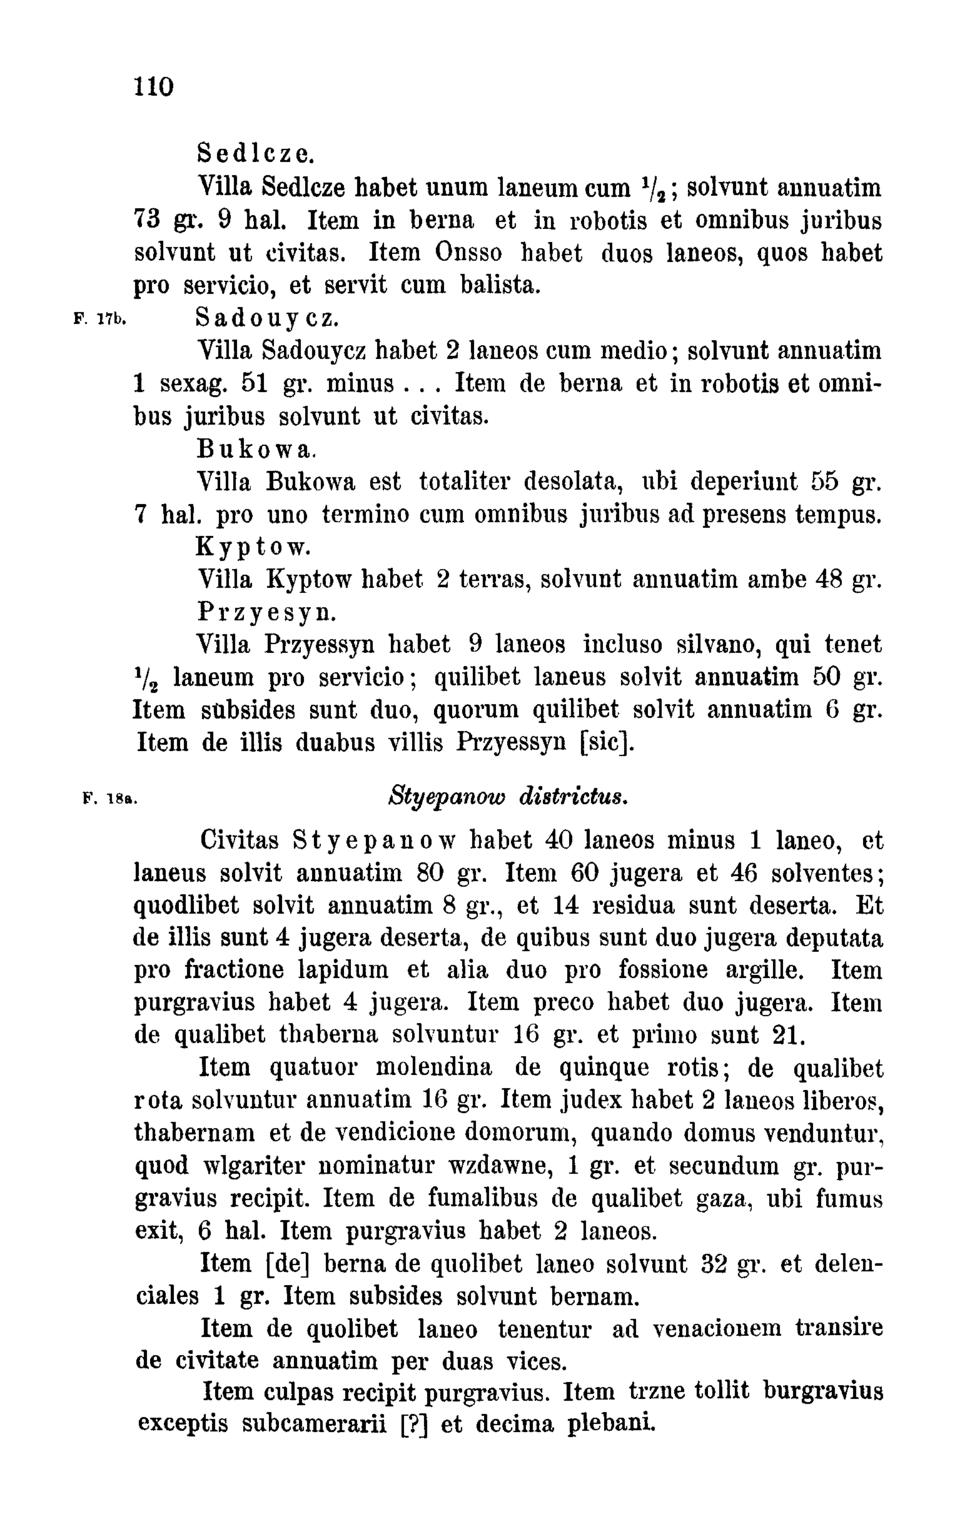 110
Sedlcze.
Villa Sedlcze habet unum laneum cum 1/2; solvunt annuatim
73 gr. 9 hal. Item in berna et in robotis et omnibus juribus
solvunt ut civitas. Item Onsso habet duos laneos, quos habet
pro servicio, et servit cum balista.
F. 17b. Sadouycz.
Villa Sadouycz habet 2 laneos cum medio; solvunt annuatim
1 sexag. 51 gr. minus . . . Item de berna et in robotis et omni-
bus juribus solvunt ut civitas.
Bukowa.
Villa Bukowa est totaliter desolata, ubi depereunt 55 gr.
7 hal. pro uno termino cum omnibus juribus ad presens tempus.
Kyptow.
Villa Kyptow habet 2 terras, solvunt annuatim ambe 48 gr.
Przyesyn.
Villa Przyessyn habet 9 laneos incluso silvano, qui tenet
1/2 laneum pro servicio; quilibet laneus solvit annuatim 50 gr.
Item subsides sunt duo, quorum quilibet solvit annuatim 6 gr.
Item de illis duabus villis Przyessyn [sic].
F. 18a. Styepanow districtus.
Civitas Styepanow habet 40 laneos minus 1 laneo, et
laneus solvit annuatim 80 gr. Item 60 jugera et 46 solventes;
quodlibet solvit annuatim 8 gr., et 14 residua sunt deserta. Et
de illis sunt 4 jugera deserta, de quibus sunt duo jugera deputata
pro fractione lapidum et alia duo pro fossione argille. Item
purgravius habet 4 jugera. Item preco habet duo jugera. Item
de qualibet thaberna solvuntur 16 gr. et primo sunt 21.
Item quatuor molendina de quinque rotis; de qualibet
rota solvuntur annuatim 16 gr. Item judex habet 2 laneos liberos,
thabernam et de vendicione domorum, quando domus venduntur,
quod wlgariter nominatur wzdawne, 1 gr. et secundum gr. pur-
gravius recipit. Item de fumalibus de qualibet gaza, ubi fumus
exit, 6 hal. Item purgravius habet 2 laneos.
Item [de] berna de quolibet laneo solvunt 32 gr. et delen-
ciales 1 gr. Item subsides solvunt bernam.
Item de quolibet laneo tenentur ad venacionem transire
de civitate annuatim per duas vices.
Item culpas recipit purgravius. Item trzne tollit burgravius
exceptis subcamerarii [?] et decima plebani.